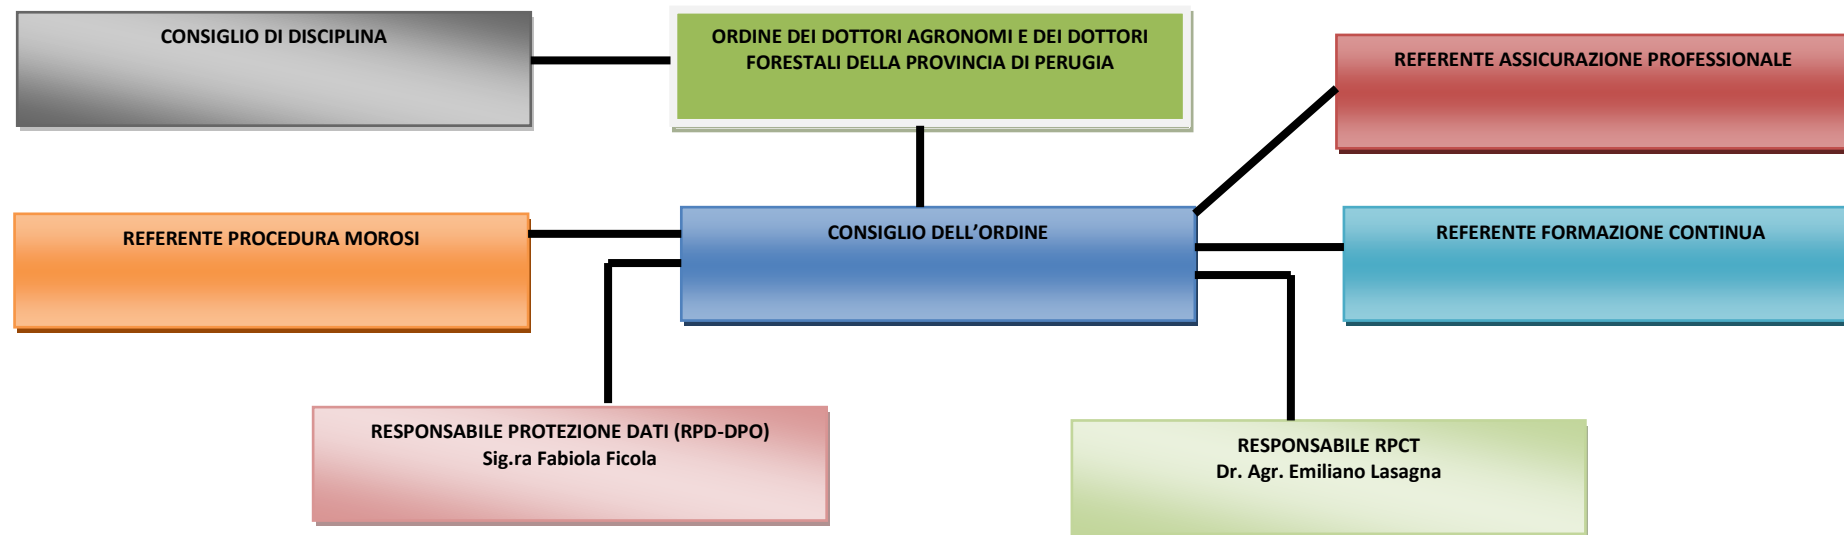 CONSIGLIO DI DISCIPLINA
ORDINE DEI DOTTORI AGRONOMI E DEI DOTTORI
FORESTALI DELLA PROVINCIA DI PERUGIA
REFERENTE ASSICURAZIONE PROFESSIONALE
REFERENTE PROCEDURA MOROSI
CONSIGLIO DELL’ORDINE
REFERENTE FORMAZIONE CONTINUA
RESPONSABILE PROTEZIONE DATI (RPD-DPO)
Sig.ra Fabiola Ficola
RESPONSABILE RPCT
Dr. Agr. Emiliano Lasagna